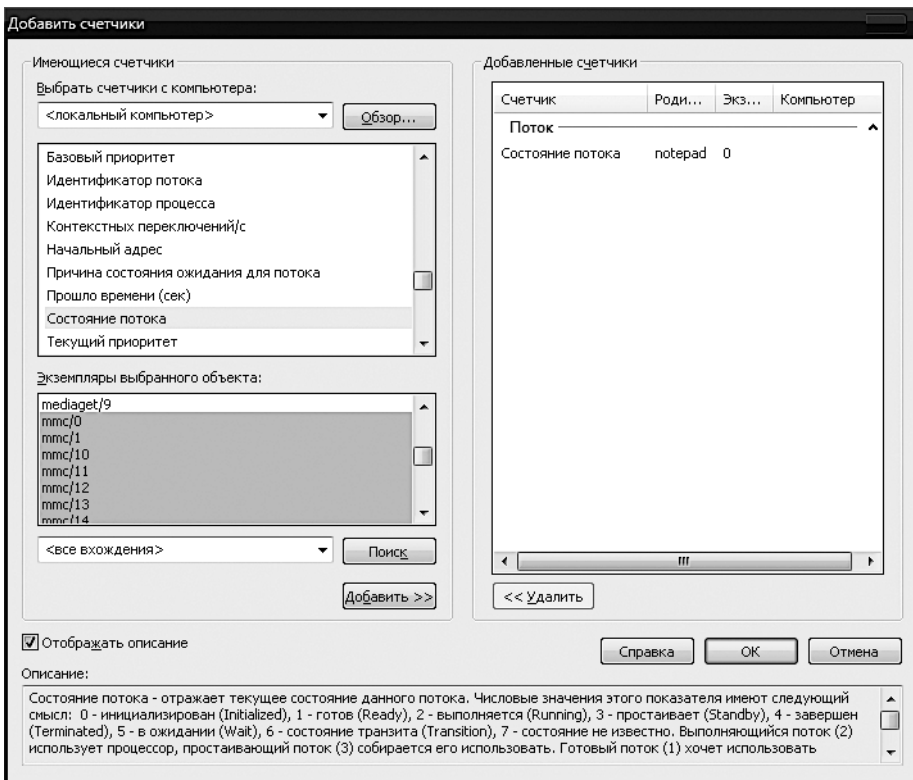 Добавить счетчики
Имеющиеся счетчики
Выбрать счетчики с компьютера:
<локальный компьютер>
Обзор...
Базовый приоритет
Идентификатор потока
Идентификатор процесса
Контекстных переключений/с
Начальный адрес
Причина состояния ожидания для потока
Прошло времени (сек)
Состояние потока
Текущий приоритет
Экземпляры выбранного объекта:
mediaget/9
mmc/0
mmc/1
mmc/10
mmc/11
mmc/12
mmc/13
mmc/14
<все вхождения>
Поиск
Добавить >>
Добавленные счетчики
Счетчик Роди... Экз... Компьютер
Поток
Состояние потока notepad 0
<< Удалить
Отображать описание
Справка
ОК
Отмена
Описание:
Состояние потока - отражает текущее состояние данного потока. Числовые значения этого показателя имеют следующий
смысл: 0 - инициализирован (Initialized), 1 - готов (Ready), 2 - выполняется (Running), 3 - простаивает (Standby), 4 - завершен
(Terminated), 5 - в ожидании (Wait), 6 - состояние транзита (Transition), 7 - состояние не известно. Выполняющийся поток (2)
использует процессор, простаивающий поток (3) собирается его использовать. Готовый поток (1) хочет использовать